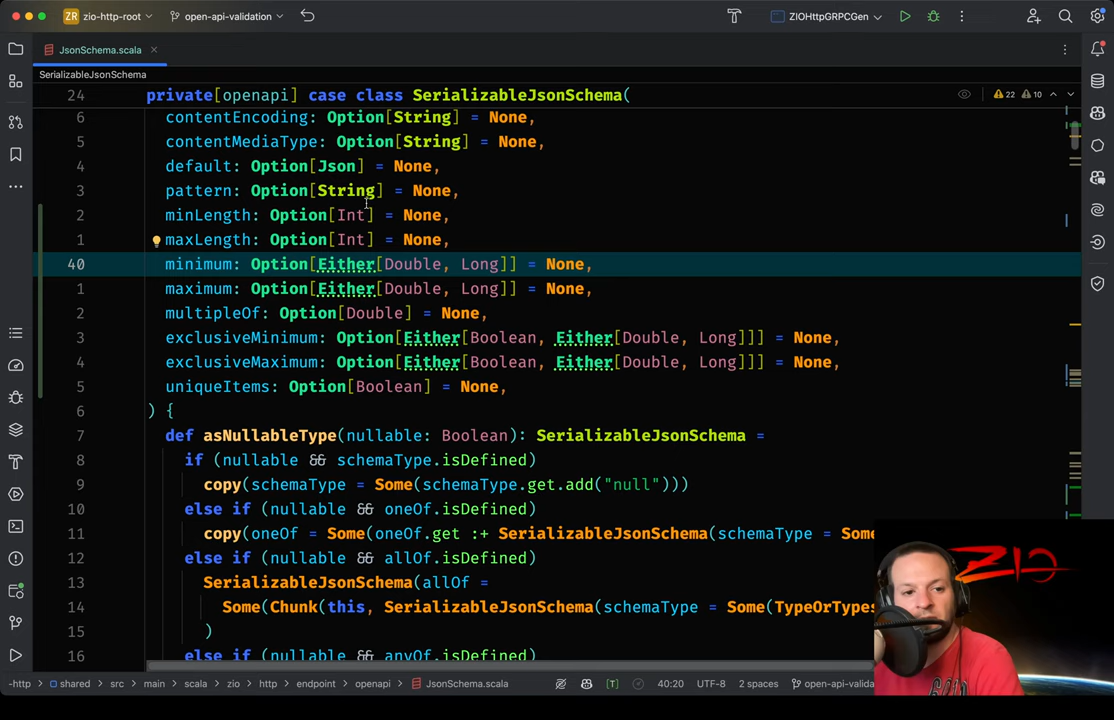 ZR zio-http-root open-api-validation ZIOHttpGRPCGen
JsonSchema.scala
SerializableJsonSchema
24 private[openapi] case class SerializableJsonSchema( 22 10
6 contentEncoding: Option[String] = None,
5 contentMediaType: Option[String] = None,
4 default: Option[Json] = None,
3 pattern: Option[String] = None,
2 minLength: Option[Int] = None,
1 maxLength: Option[Int] = None,
40 minimum: Option[Either[Double, Long]] = None,
1 maximum: Option[Either[Double, Long]] = None,
2 multipleOf: Option[Double] = None,
3 exclusiveMinimum: Option[Either[Boolean, Either[Double, Long]]] = None,
4 exclusiveMaximum: Option[Either[Boolean, Either[Double, Long]]] = None,
5 uniqueItems: Option[Boolean] = None,
6 ) {
7 def asNullableType(nullable: Boolean): SerializableJsonSchema =
8 if (nullable && schemaType.isDefined)
9 copy(schemaType = Some(schemaType.get.add("null")))
10 else if (nullable && oneOf.isDefined)
11 copy(oneOf = Some(oneOf.get :+ SerializableJsonSchema(schemaType = Some
12 else if (nullable && allOf.isDefined)
13 SerializableJsonSchema(allOf =
14 Some(Chunk(this, SerializableJsonSchema(schemaType = Some(TypeOrTypes
15 )
16 else if (nullable && anyOf.isDefined)
ZIO
-http shared src main scala zio http endpoint openapi JsonSchema.scala 40:20 UTF-8 2 spaces open-api-valida